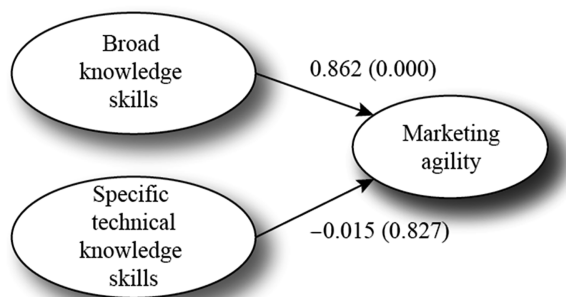 Broad
knowledge
skills
0.862 (0.000)
Marketing
agility
Specific
technical
knowledge
skills
−0.015 (0.827)